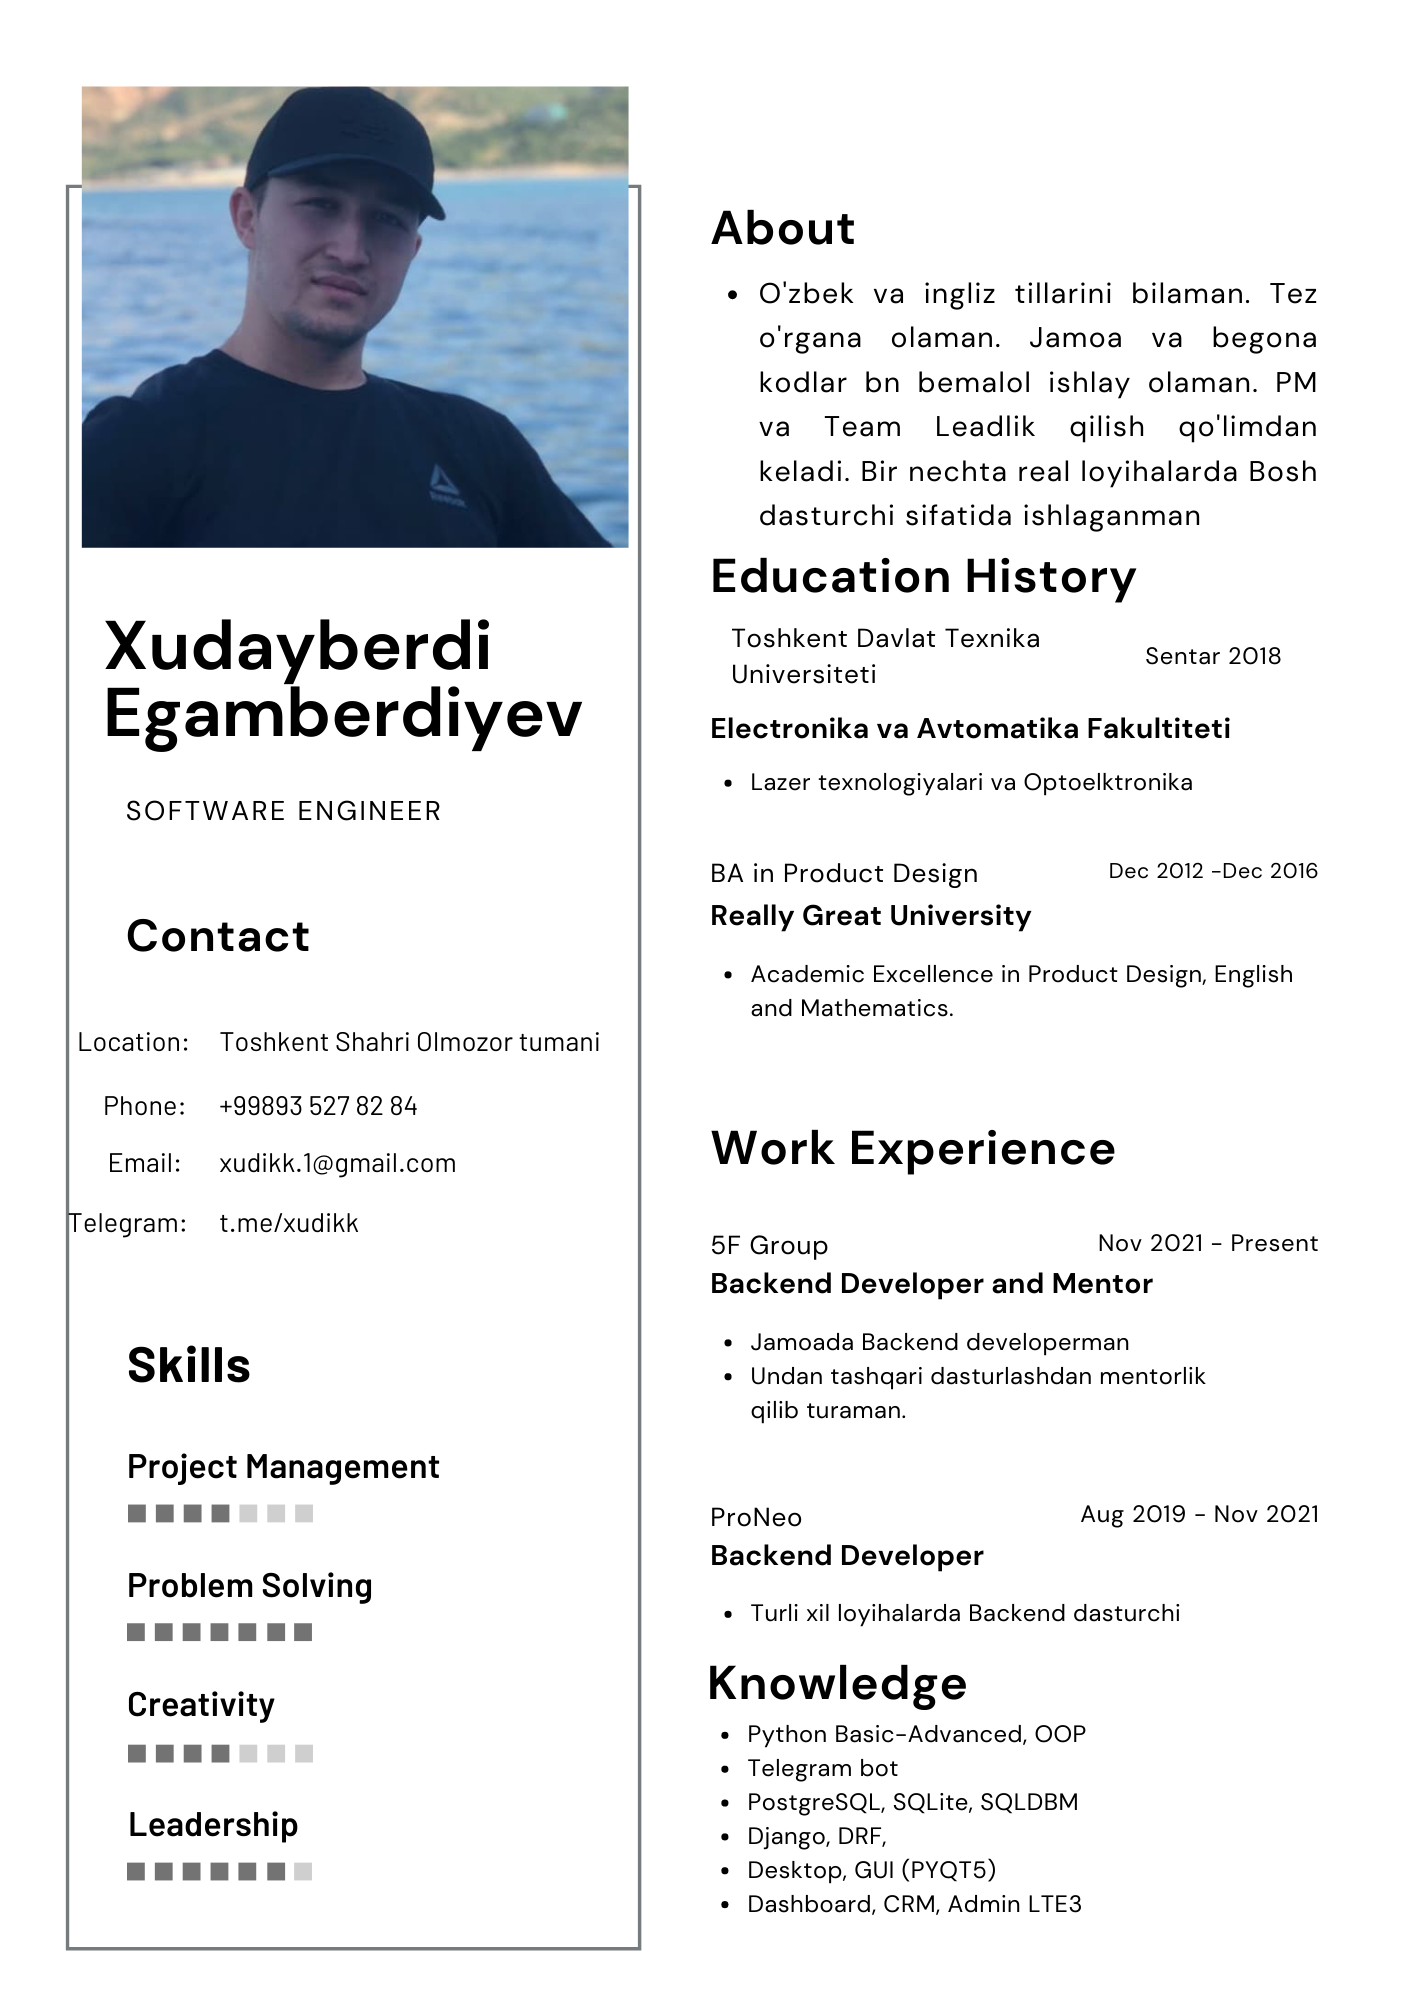 Xudayberdi
Egamberdiyev
SOFTWARE ENGINEER
Contact
Location: Toshkent Shahri Olmozor tumani
Phone: +99893 527 82 84
Email: xudikk.1@gmail.com
Telegram: t.me/xudikk
Skills
Project Management
Problem Solving
Creativity
Leadership
About
• O'zbek va ingliz tillarini bilaman. Tez
o'rgana olaman. Jamoa va begona
kodlar bn bemalol ishlay olaman. PM
va Team Leadlik qilish qo'limdan
keladi. Bir nechta real loyihalarda Bosh
dasturchi sifatida ishlaganman
Education History
Toshkent Davlat Texnika
Universiteti
Sentar 2018
Electronika va Avtomatika Fakultiteti
• Lazer texnologiyalari va Optoelktronika
BA in Product Design Dec 2012 -Dec 2016
Really Great University
• Academic Excellence in Product Design, English
and Mathematics.
Work Experience
5F Group Nov 2021 - Present
Backend Developer and Mentor
• Jamoada Backend developerman
• Undan tashqari dasturlashdan mentorlik
qilib turaman.
ProNeo Aug 2019 - Nov 2021
Backend Developer
• Turli xil loyihalarda Backend dasturchi
Knowledge
• Python Basic-Advanced, OOP
• Telegram bot
• PostgreSQL, SQLite, SQLDBM
• Django, DRF,
• Desktop, GUI (PYQT5)
• Dashboard, CRM, Admin LTE3